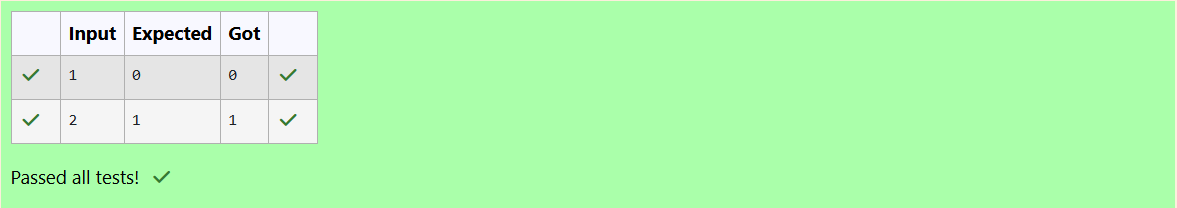 Input Expected Got
1 0 0
2 1 1
Passed all tests!